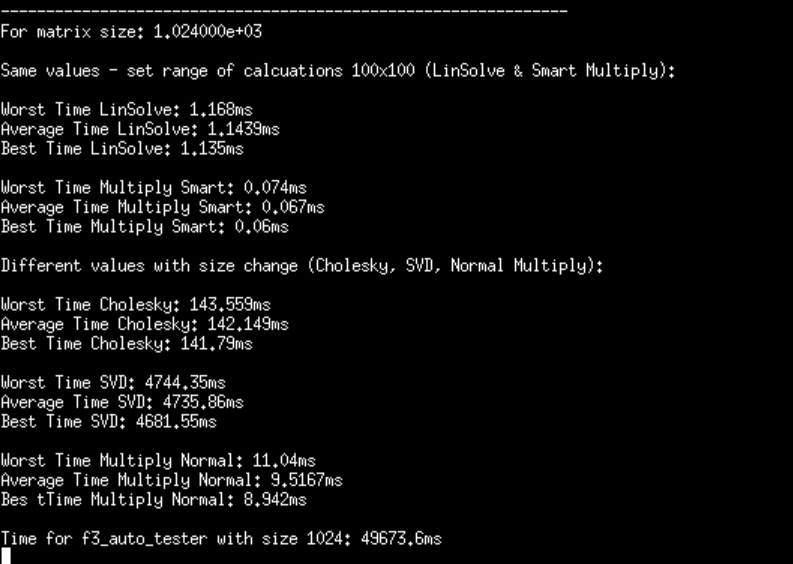 ----------------------------------------------------------------
For matrix size: 1.024000e+03
Same values - set range of calcuations 100x100 (LinSolve & Smart Multiply):
Worst Time LinSolve: 1.168ms
Average Time LinSolve: 1.1439ms
Best Time LinSolve: 1.135ms
Worst Time Multiply Smart: 0.074ms
Average Time Multiply Smart: 0.067ms
Best Time Multiply Smart: 0.06ms
Different values with size change (Cholesky, SVD, Normal Multiply):
Worst Time Cholesky: 143.559ms
Average Time Cholesky: 142.149ms
Best Time Cholesky: 141.79ms
Worst Time SVD: 4744.35ms
Average Time SVD: 4735.86ms
Best Time SVD: 4681.55ms
Worst Time Multiply Normal: 11.04ms
Average Time Multiply Normal: 9.5167ms
Bes tTime Multiply Normal: 8.942ms
Time for f3_auto_tester with size 1024: 49673.6ms